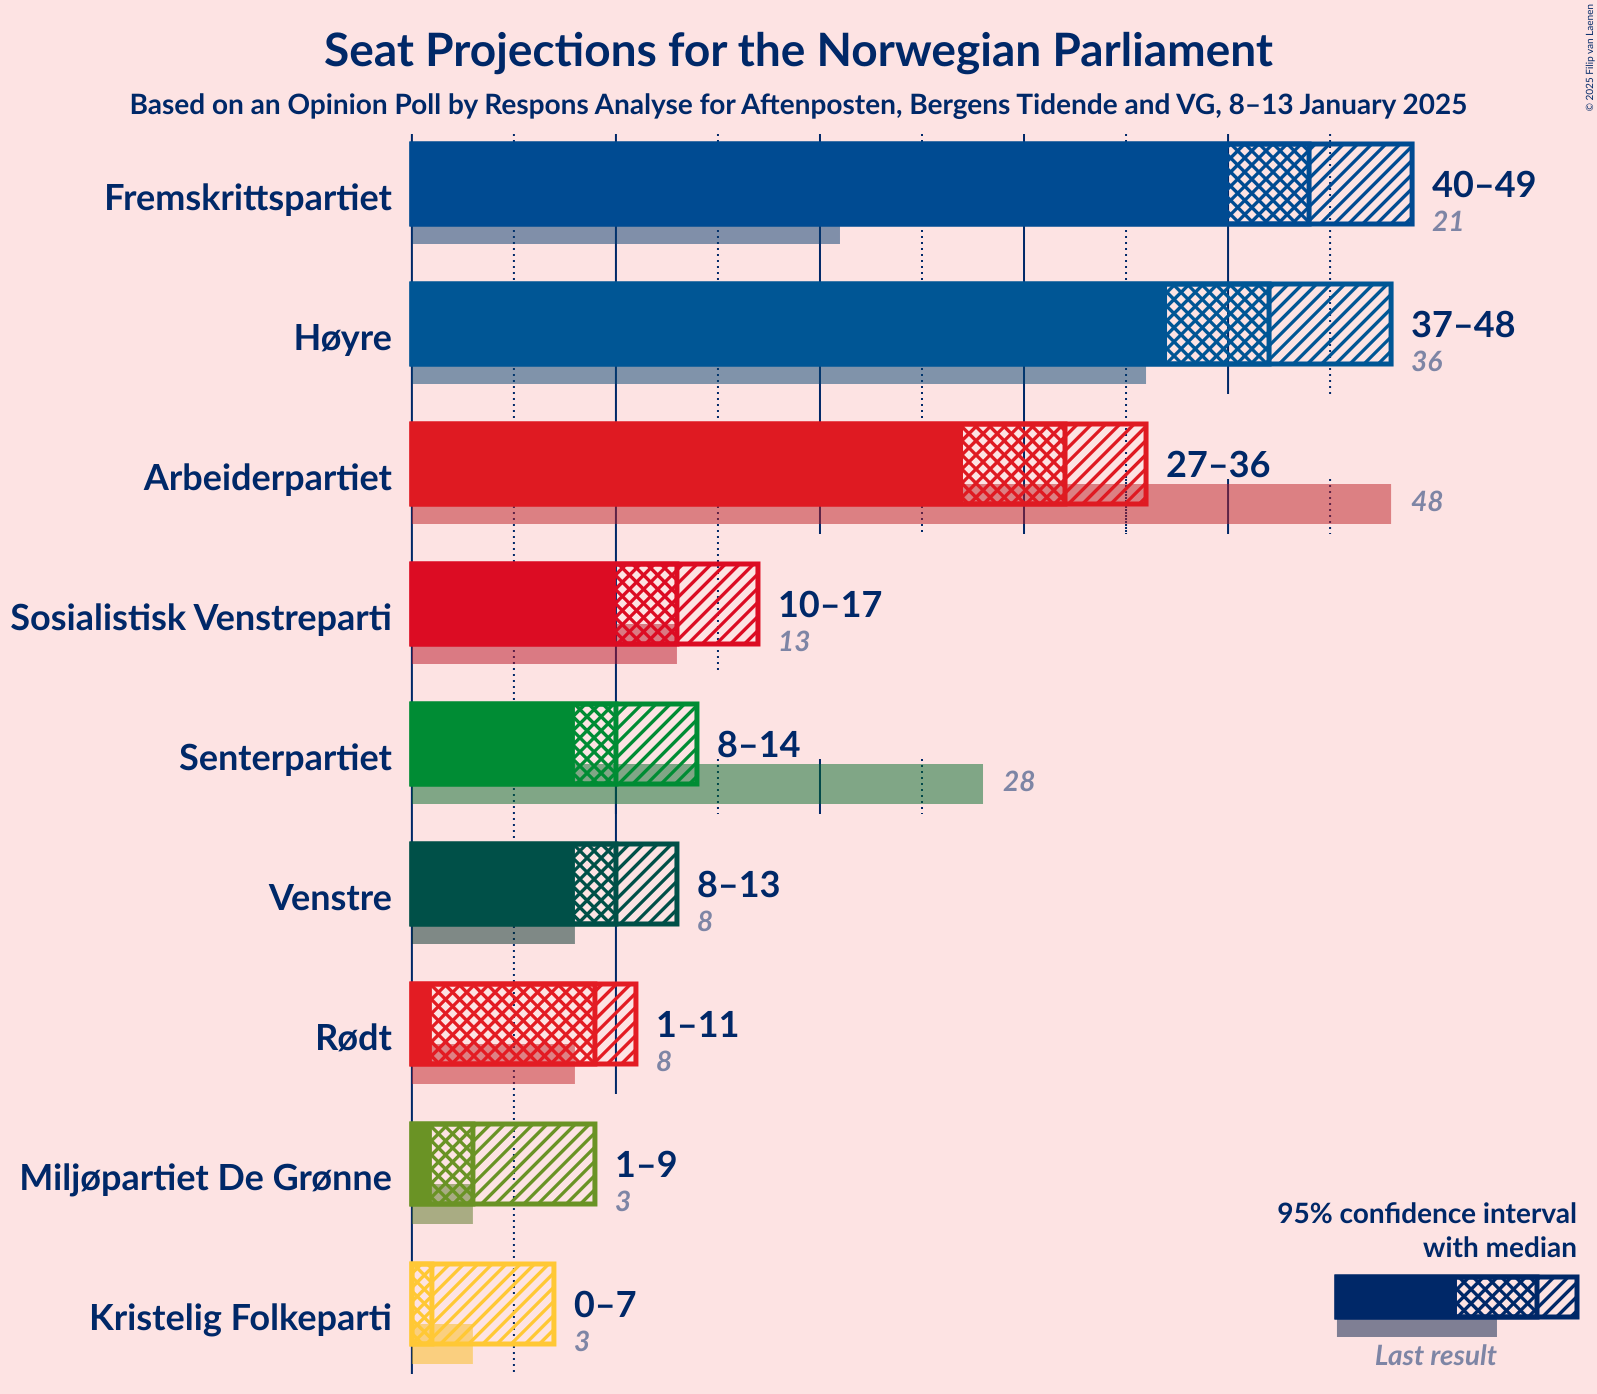 Seat Projections for the Norwegian Parliament
Based on an Opinion Poll by Respons Analyse for Aftenposten, Bergens Tidende and VG, 8–13 January 2025
© 2025 Filip van Laenen
Fremskrittspartiet
40–49
21
Høyre
37–48
36
Arbeiderpartiet
27–36
48
Sosialistisk Venstreparti
10–17
13
Senterpartiet
8–14
28
Venstre
8–13
8
Rødt
1–11
8
Miljøpartiet De Grønne
1–9
3
Kristelig Folkeparti
0–7
3
95% confidence interval
with median
Last result